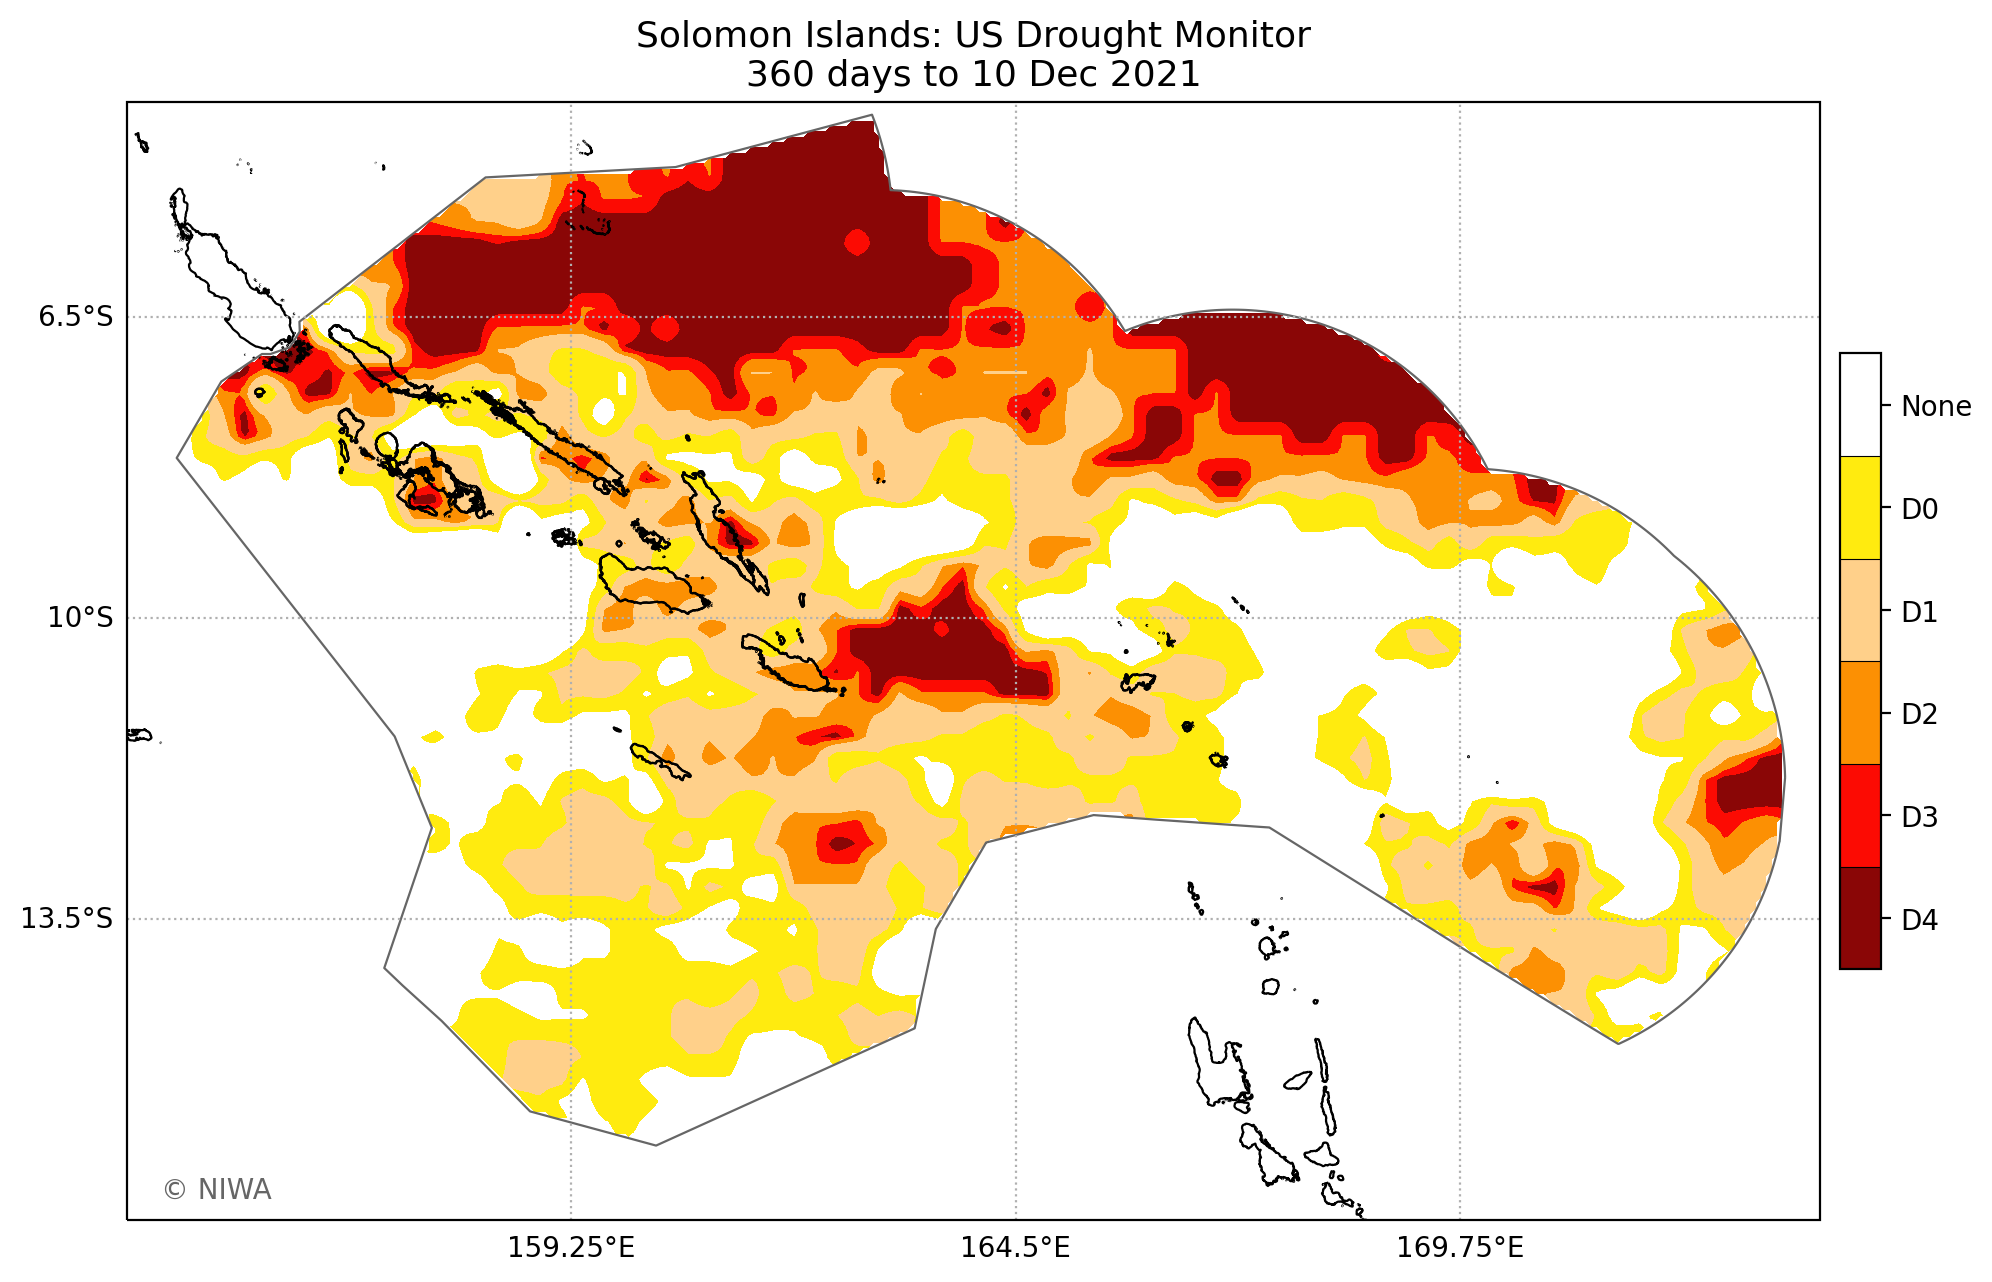 Solomon Islands: US Drought Monitor
360 days to 10 Dec 2021
6.5°S
10°S
13.5°S
159.25°E
164.5°E
169.75°E
None
D0
D1
D2
D3
D4
© NIWA